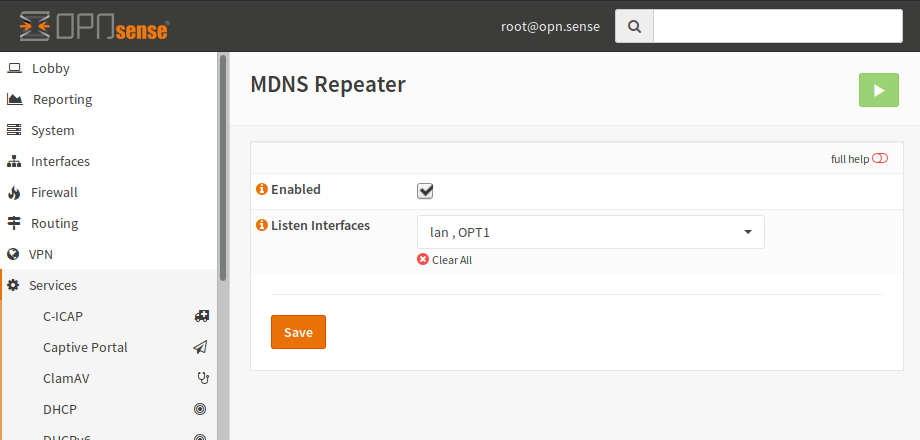 OPNsense®
root@opn.sense
Lobby
Reporting
System
Interfaces
Firewall
Routing
VPN
Services
C-ICAP
Captive Portal
ClamAV
DHCP
DHCPv6
MDNS Repeater
full help
Enabled
Listen Interfaces
lan , OPT1
Clear All
Save